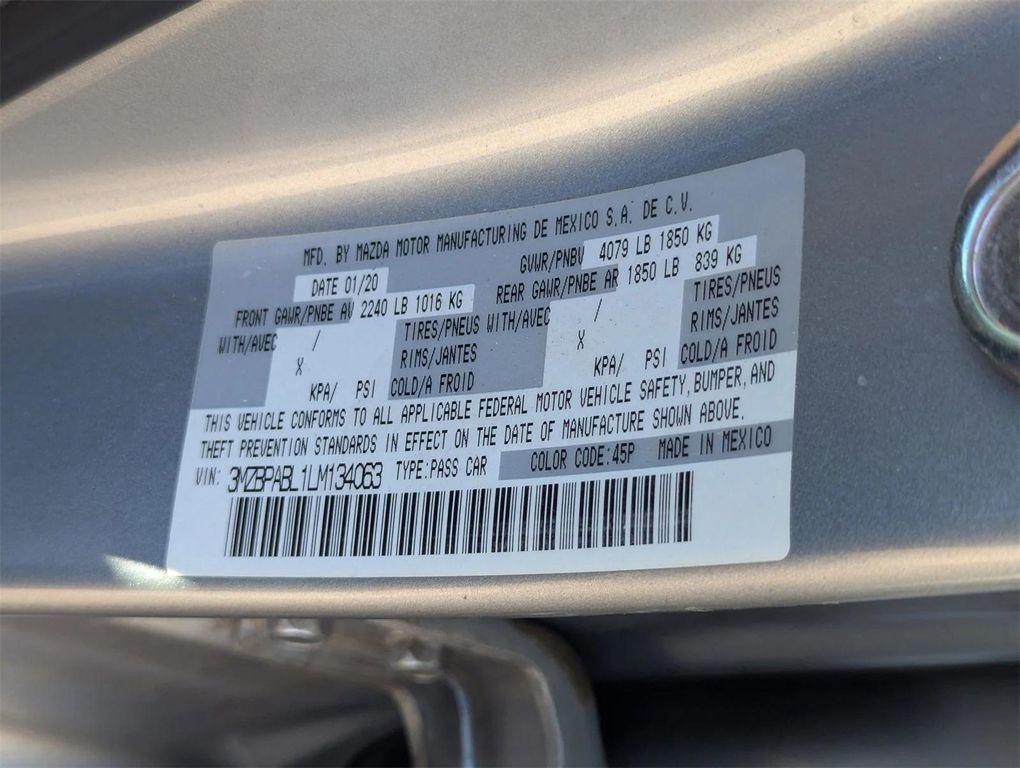 MFD. BY MAZDA MOTOR MANUFACTURING DE MEXICO S.A. DE C.V.
DATE 01/20 GVWR/PNBV 4079 LB 1850 KG
FRONT GAWR/PNBE AV 2240 LB 1016 KG REAR GAWR/PNBE AR 1850 LB 839 KG
WITH/AVEC / TIRES/PNEUS WITH/AVEC / TIRES/PNEUS
X RIMS/JANTES X RIMS/JANTES
KPA/ PSI COLD/A FROID KPA/ PSI COLD/A FROID
THIS VEHICLE CONFORMS TO ALL APPLICABLE FEDERAL MOTOR VEHICLE SAFETY, BUMPER, AND
THEFT PREVENTION STANDARDS IN EFFECT ON THE DATE OF MANUFACTURE SHOWN ABOVE.
VIN: 3MZBPABL1LM134063 TYPE:PASS CAR COLOR CODE:45P MADE IN MEXICO